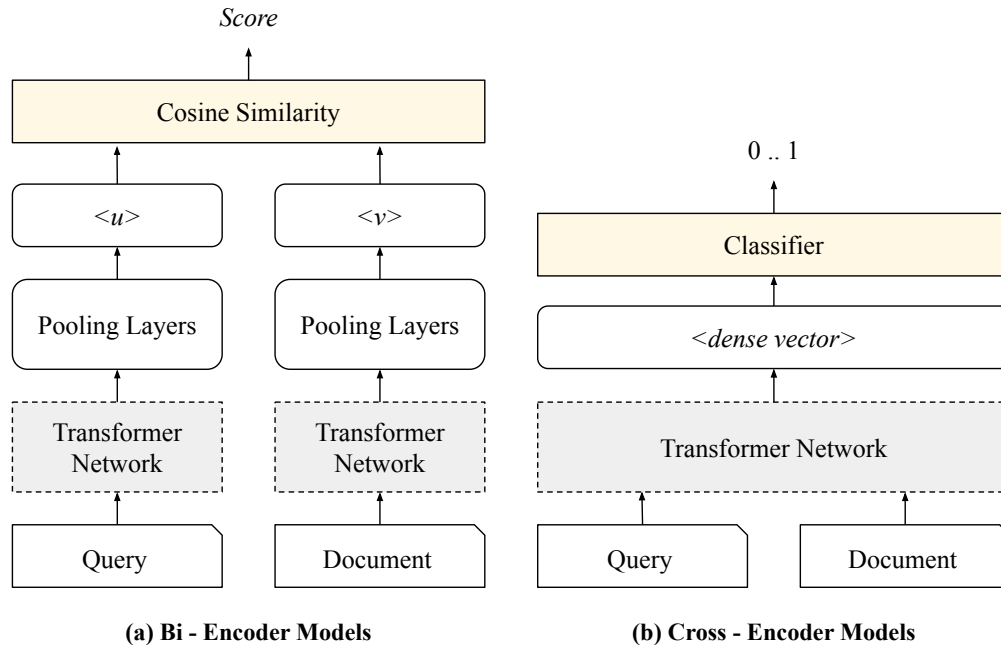 Score
Cosine Similarity
<u>
<v>
Pooling Layers
Pooling Layers
Transformer
Network
Transformer
Network
Query
Document
(a) Bi - Encoder Models
0 .. 1
Classifier
<dense vector>
Transformer Network
Query
Document
(b) Cross - Encoder Models